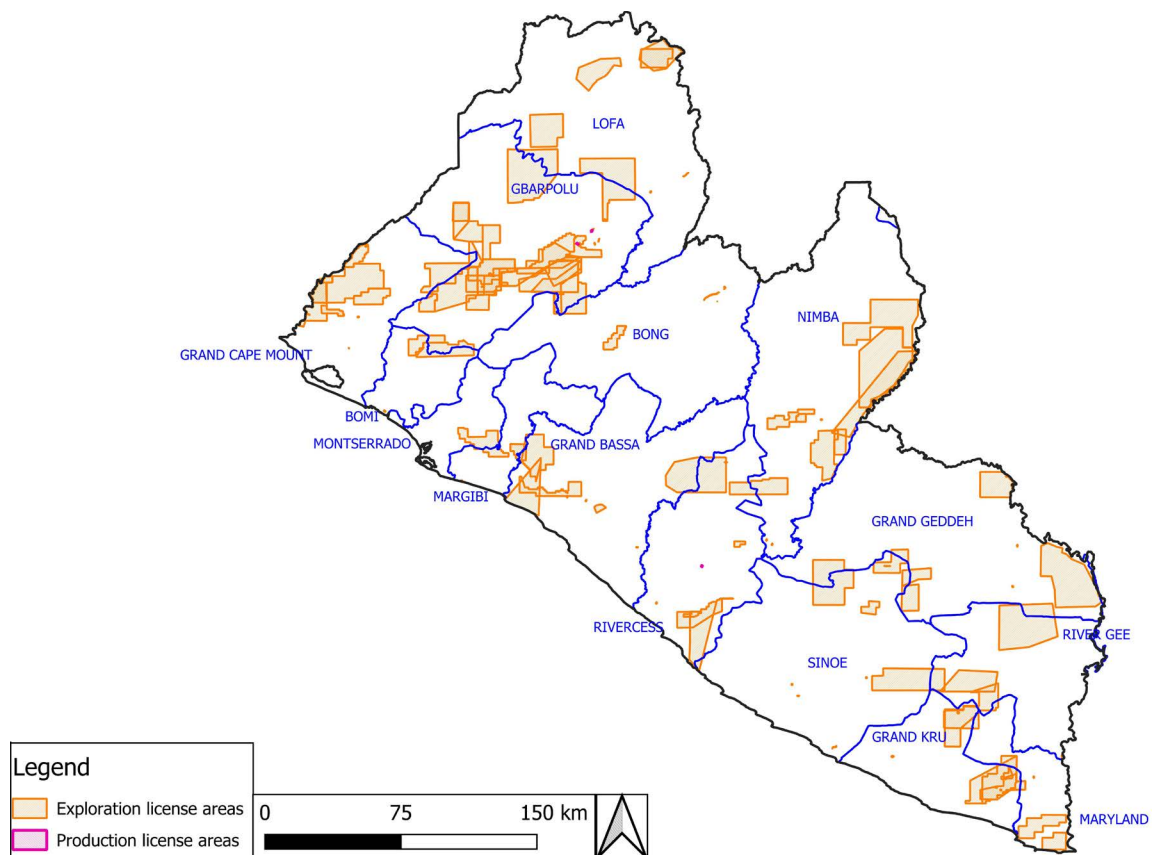 LOFA
GBARPOLU
NIMBA
BONG
GRAND CAPE MOUNT
BOMI
MONTSERRADO
GRAND BASSA
MARGIBI
GRAND GEDDEH
RIVERCESS
RIVER GEE
SINOE
GRAND KRU
MARYLAND
Legend
Exploration license areas
Production license areas
0 75 150 km